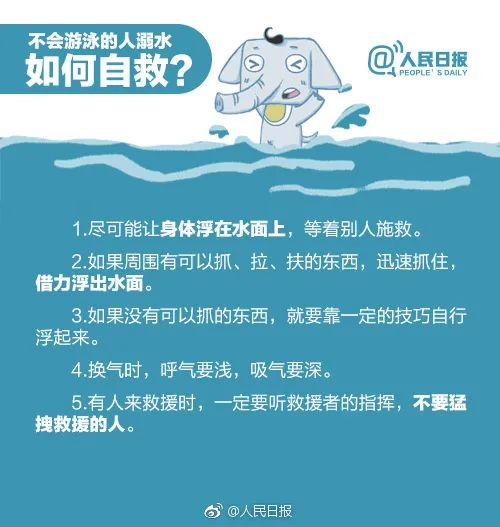 不会游泳的人溺水
如何自救?
@人民日报
PEOPLE'S DAILY
1.尽可能让身体浮在水面上,等着别人施救。
2.如果周围有可以抓、拉、扶的东西,迅速抓住,
借力浮出水面。
3.如果没有可以抓的东西,就要靠一定的技巧自行
浮起来。
4.换气时,呼气要浅,吸气要深。
5.有人来救援时,一定要听救援者的指挥,不要猛
拽救援的人。
@人民日报